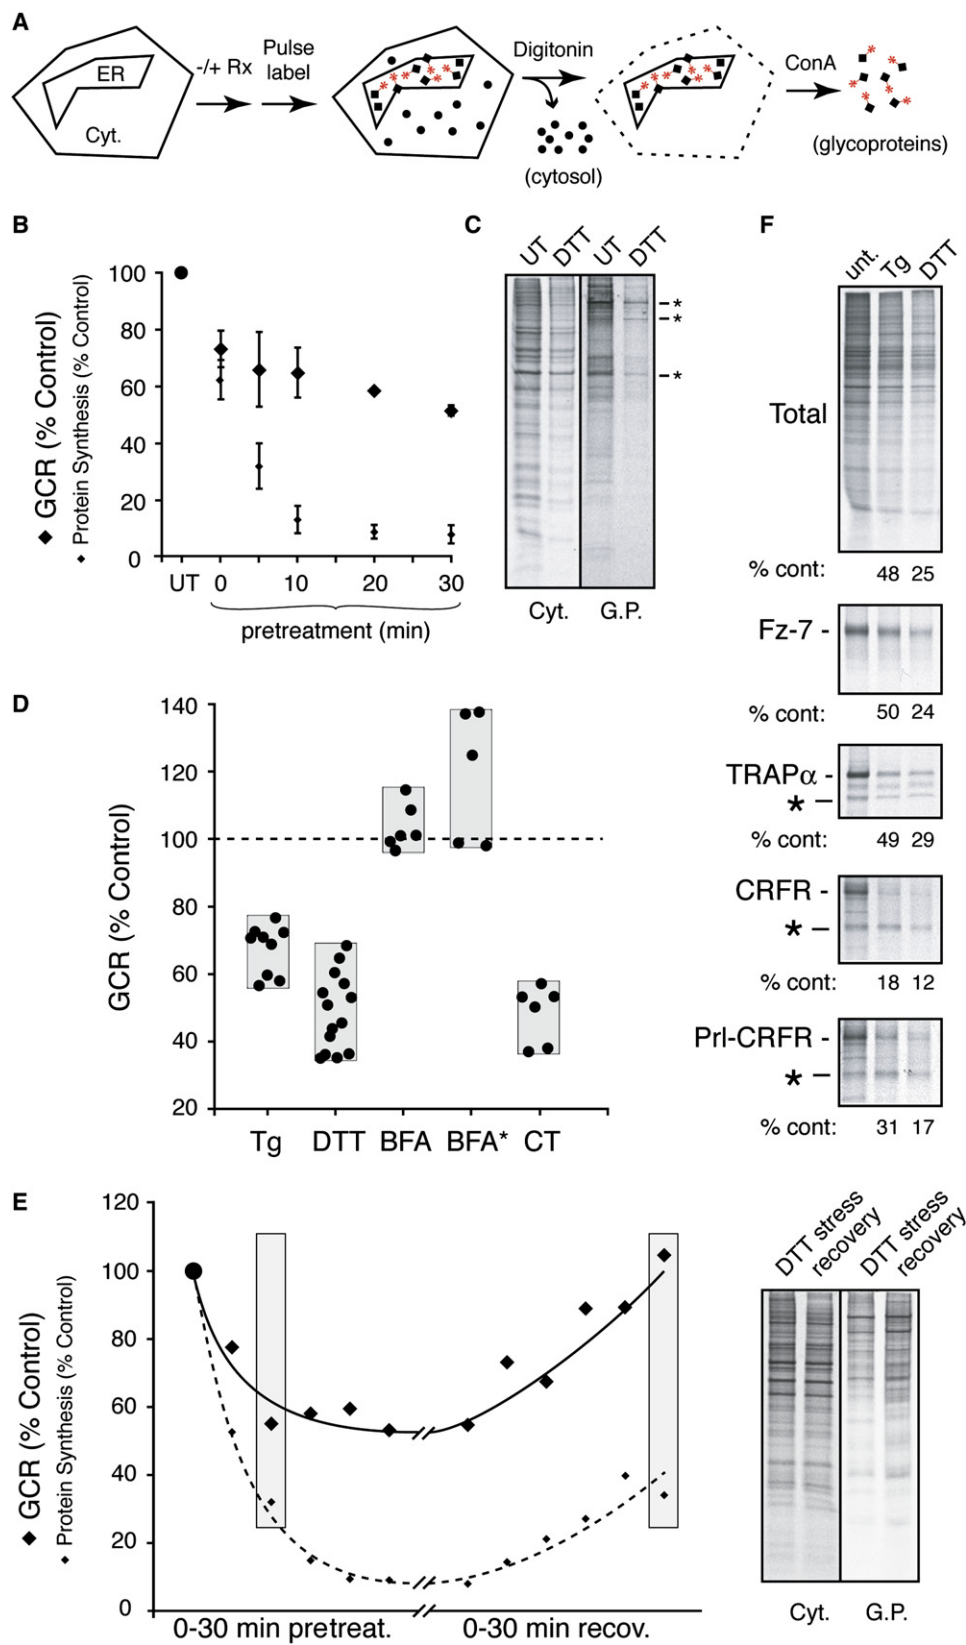 A
ER
Cyt.
-/+ Rx
Pulse
label
Digitonin
(cytosol)
ConA
(glycoproteins)
B
◆ GCR (% Control)
◆ Protein Synthesis (% Control)
100
80
60
40
20
0
UT 0 10 20 30
pretreatment (min)
C
UT DTT UT DTT
– *
– *
– *
Cyt. G.P.
F
unt. Tg DTT
Total
% cont: 48 25
Fz-7 -
% cont: 50 24
TRAPα -
* –
% cont: 49 29
CRFR -
* –
% cont: 18 12
Prl-CRFR -
* –
% cont: 31 17
D
GCR (% Control)
140
120
100
80
60
40
20
Tg DTT BFA BFA* CT
E
◆ GCR (% Control)
◆ Protein Synthesis (% Control)
120
100
80
60
40
20
0
0-30 min pretreat. 0-30 min recov.
DTT stress
recovery
DTT stress
recovery
Cyt. G.P.